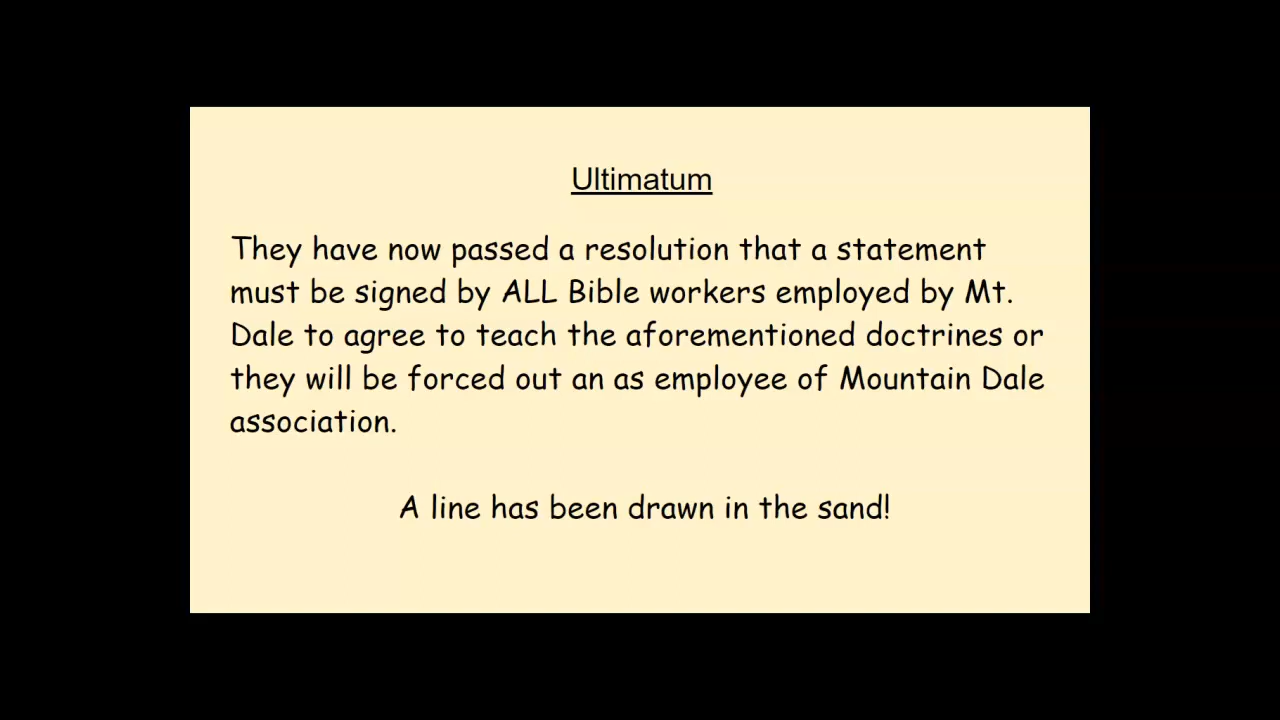 Ultimatum
They have now passed a resolution that a statement
must be signed by ALL Bible workers employed by Mt.
Dale to agree to teach the aforementioned doctrines or
they will be forced out an as employee of Mountain Dale
association.
A line has been drawn in the sand!